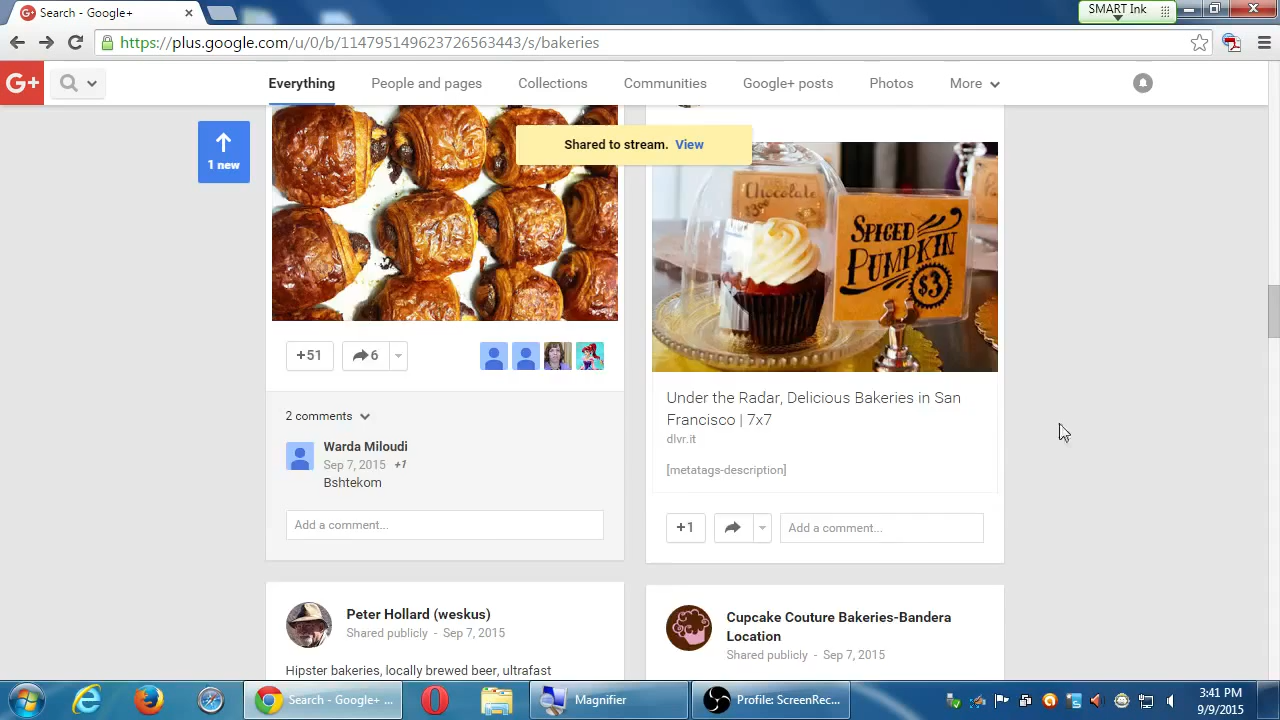 Search - Google+
SMART Ink
https://plus.google.com/u/0/b/114795149623726563443/s/bakeries
G+
Everything
People and pages
Collections
Communities
Google+ posts
Photos
More
1 new
Shared to stream. View
Chocolate
SPICED
PUMPKIN
$3
+51
6
2 comments
Warda Miloudi
Sep 7, 2015 +1
Bshtekom
Add a comment...
Under the Radar, Delicious Bakeries in San
Francisco | 7x7
dlvr.it
[metatags-description]
+1
Add a comment...
Peter Hollard (weskus)
Shared publicly - Sep 7, 2015
Hipster bakeries, locally brewed beer, ultrafast
Cupcake Couture Bakeries-Bandera
Location
Shared publicly - Sep 7, 2015
Search - Google+ ...
Magnifier
Profile: ScreenRec...
3:41 PM
9/9/2015